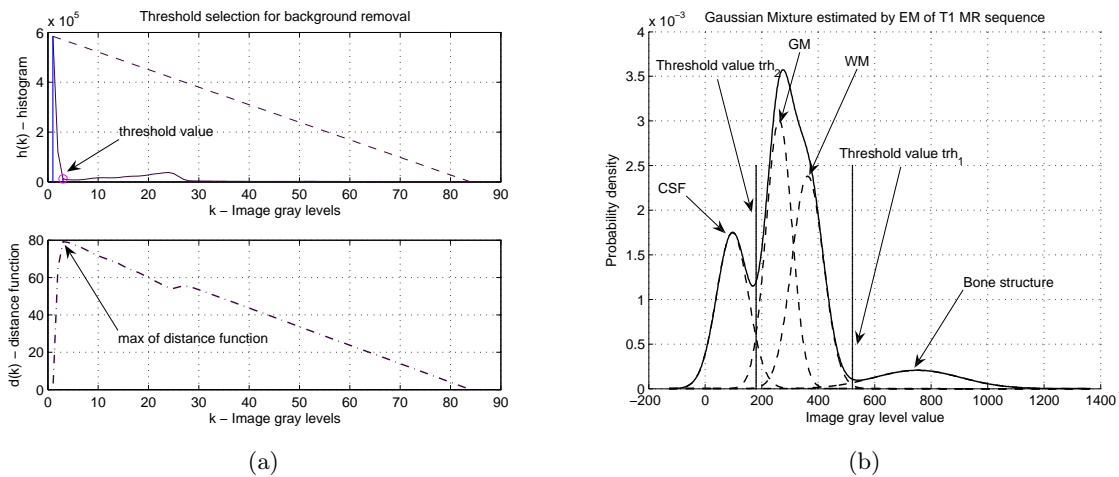 Threshold selection for background removal
x 10^5
6
4
2
0
h(k) − histogram
threshold value
0 10 20 30 40 50 60 70 80 90
k − Image gray levels
80
60
40
20
0
d(k) − distance function
max of distance function
0 10 20 30 40 50 60 70 80 90
k − Image gray levels
(a)
Gaussian Mixture estimated by EM of T1 MR sequence
x 10^−3
4
3.5
3
2.5
2
1.5
1
0.5
0
Probability density
GM
WM
Threshold value trh_2
Threshold value trh_1
CSF
Bone structure
−200 0 200 400 600 800 1000 1200 1400
Image gray level value
(b)